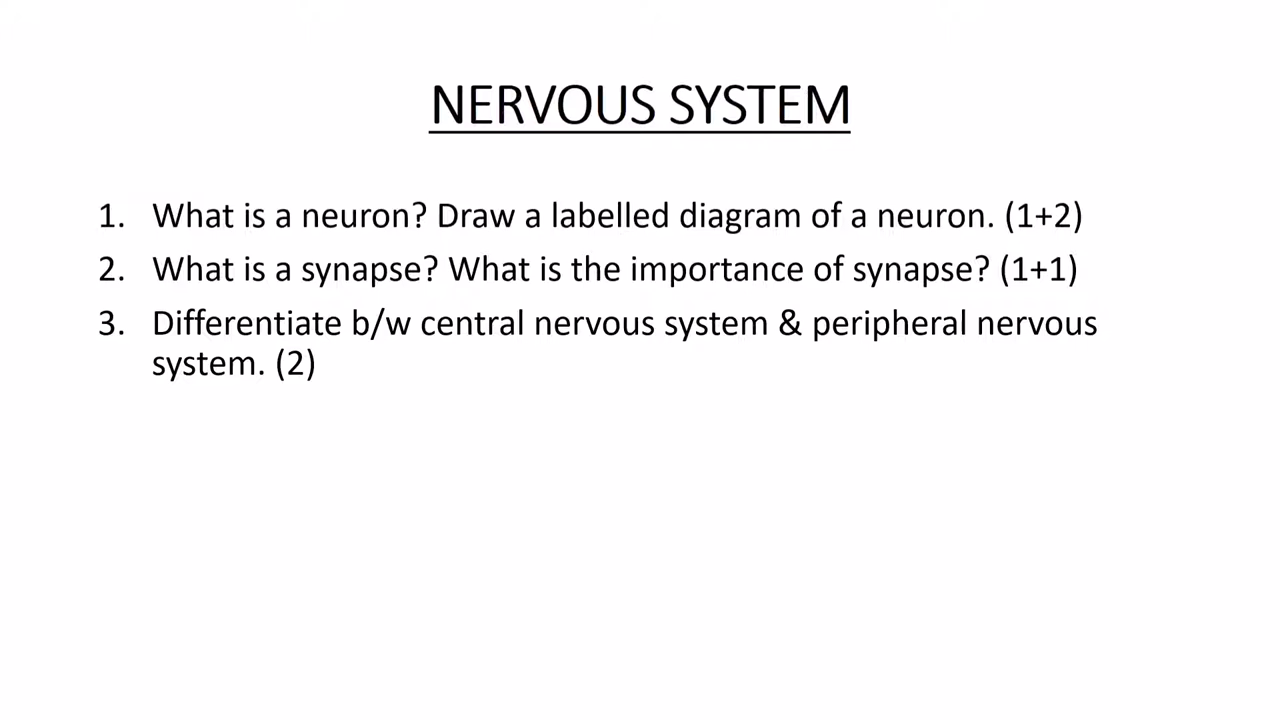 NERVOUS SYSTEM
1. What is a neuron? Draw a labelled diagram of a neuron. (1+2)
2. What is a synapse? What is the importance of synapse? (1+1)
3. Differentiate b/w central nervous system & peripheral nervous
system. (2)